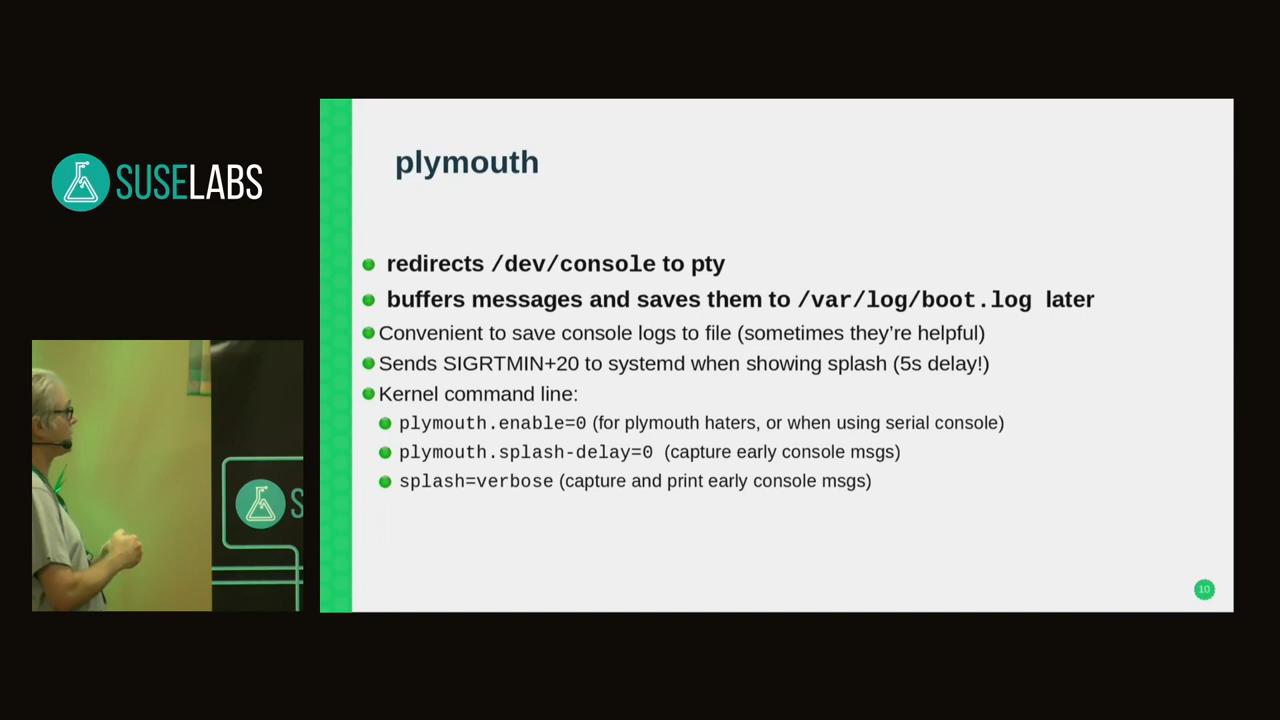 SUSELABS
plymouth
redirects /dev/console to pty
buffers messages and saves them to /var/log/boot.log later
Convenient to save console logs to file (sometimes they’re helpful)
Sends SIGRTMIN+20 to systemd when showing splash (5s delay!)
Kernel command line:
plymouth.enable=0 (for plymouth haters, or when using serial console)
plymouth.splash-delay=0 (capture early console msgs)
splash=verbose (capture and print early console msgs)
S
10